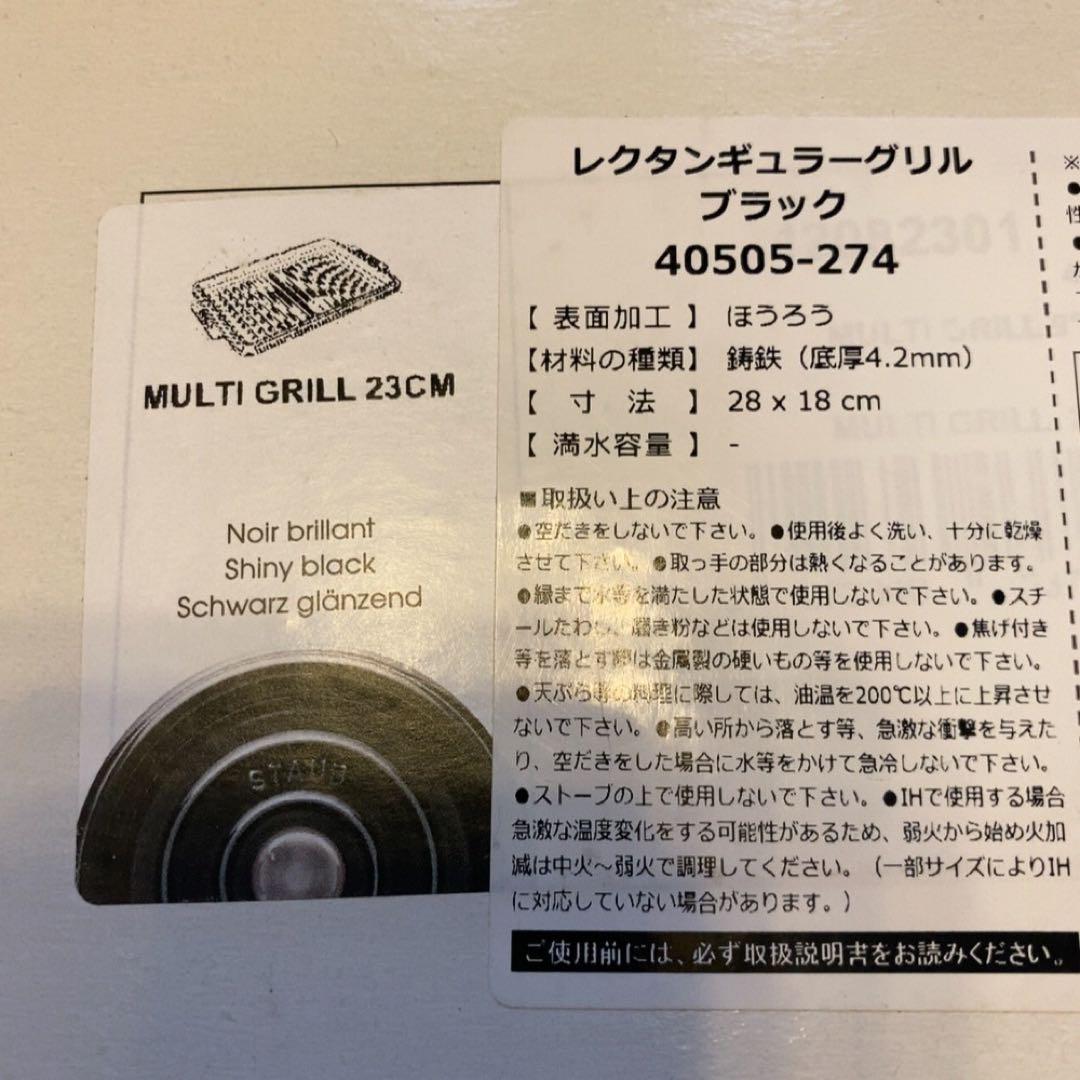 MULTI GRILL 23CM
Noir brillant
Shiny black
Schwarz glänzend
STAUB
レクタンギュラーグリル
ブラック
40505-274
【 表面加工 】 ほうろう
【材料の種類】 鋳鉄（底厚4.2mm）
【 寸 法 】 28 x 18 cm
【 満水容量 】 -
■取扱い上の注意
●空だきをしないで下さい。●使用後よく洗い、十分に乾燥
させて下さい。●取っ手の部分は熱くなることがあります。
●縁まで水等を満たした状態で使用しないで下さい。●スチ
ールたわし、磨き粉などは使用しないで下さい。●焦げ付き
等を落とす際は金属製の硬いもの等を使用しないで下さい。
●天ぷら等の料理に際しては、油温を200℃以上に上昇させ
ないで下さい。●高い所から落とす等、急激な衝撃を与えた
り、空だきをした場合に水等をかけて急冷しないで下さい。
●ストーブの上で使用しないで下さい。●IHで使用する場合
急激な温度変化をする可能性があるため、弱火から始め火加
減は中火〜弱火で調理してください。（一部サイズによりIH
に対応していない場合があります。）
ご使用前には、必ず取扱説明書をお読みください。
※
●
性
●